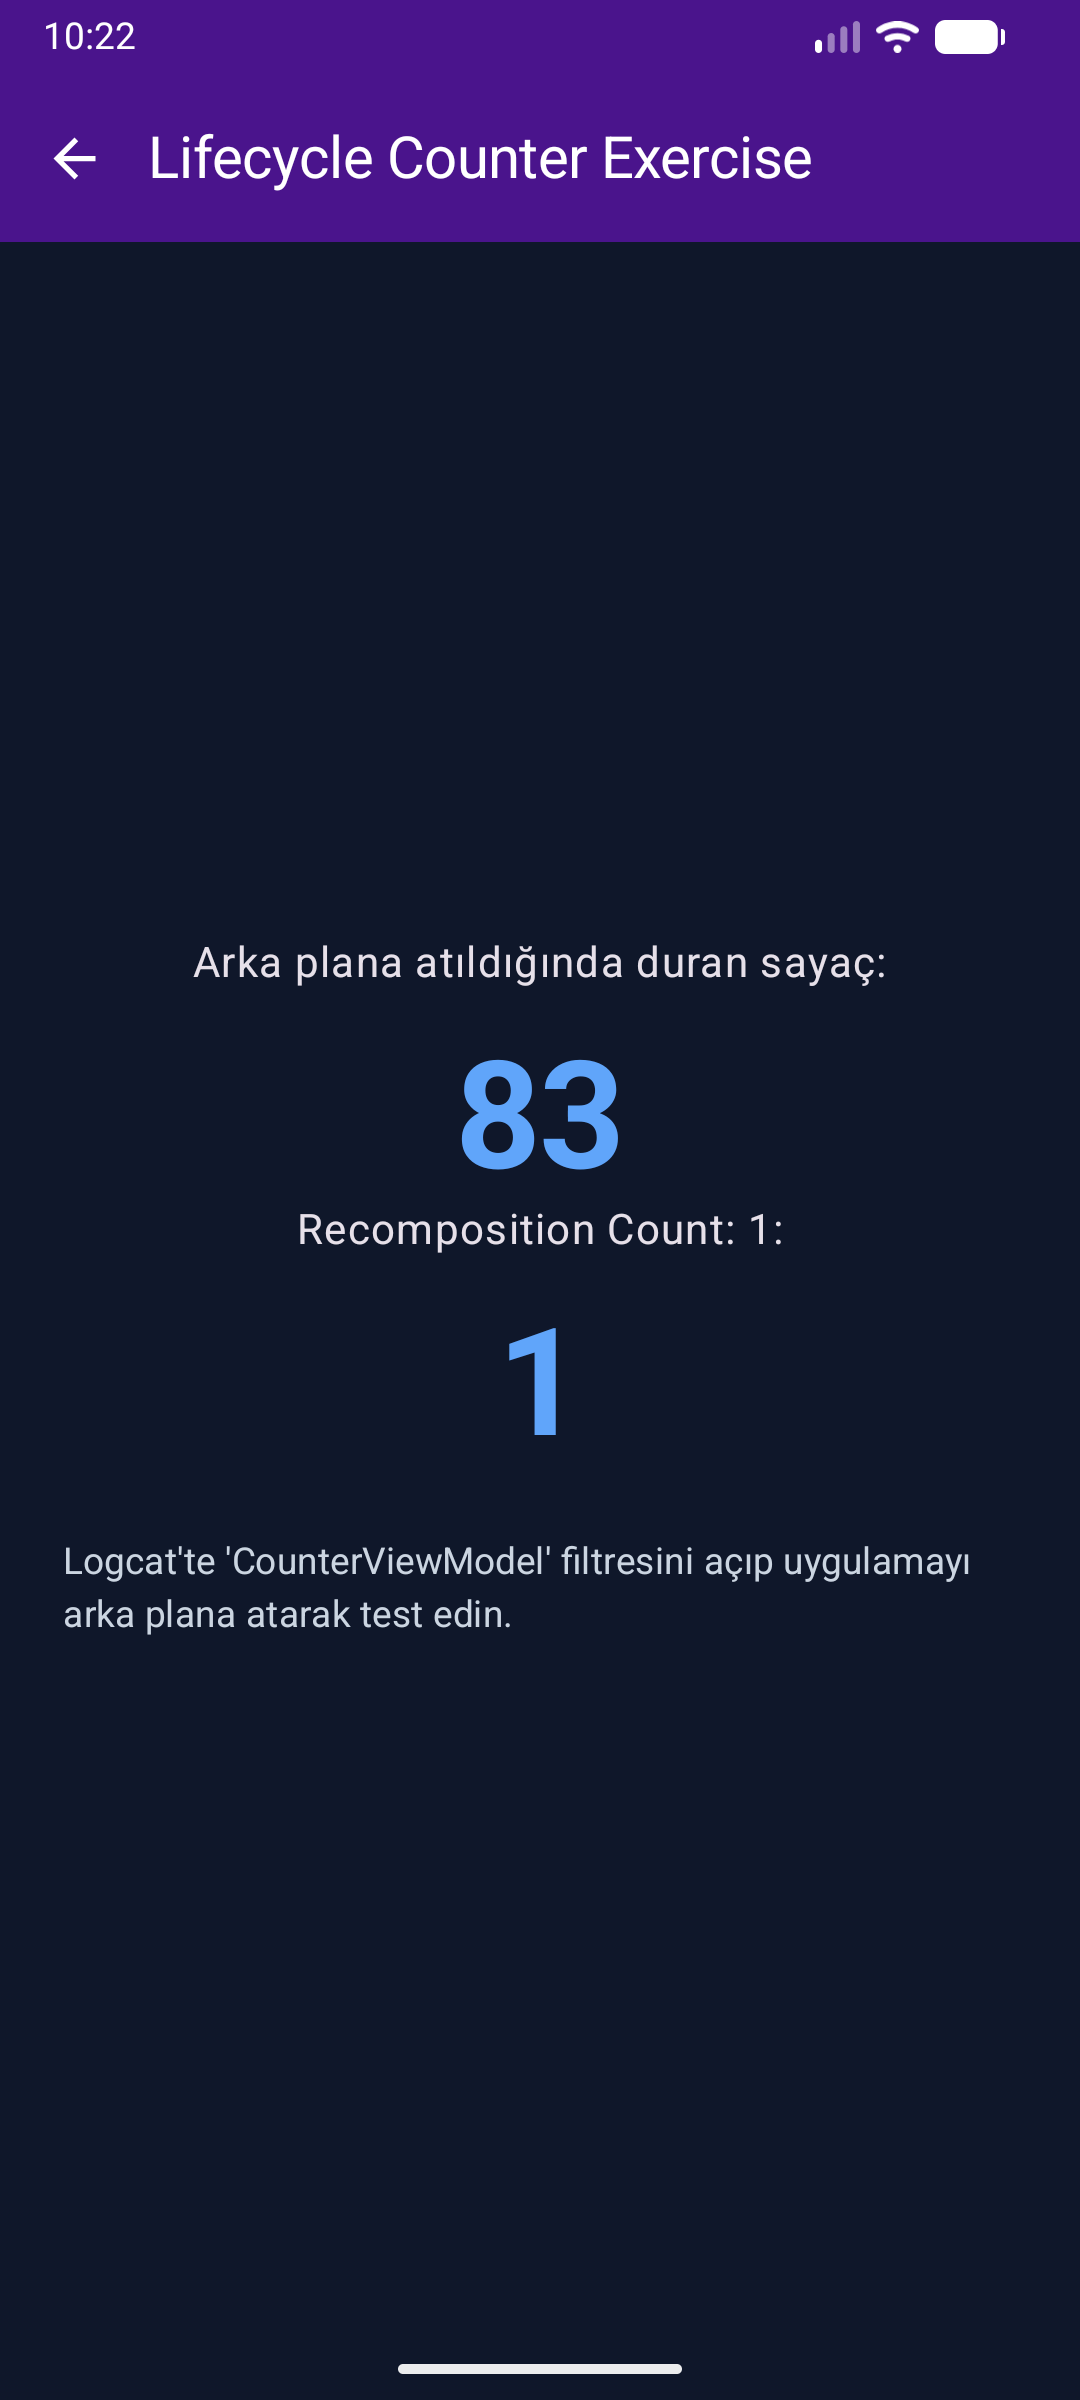 10:22
Lifecycle Counter Exercise
Arka plana atıldığında duran sayaç:
83
Recomposition Count: 1:
1
Logcat'te 'CounterViewModel' filtresini açıp uygulamayı
arka plana atarak test edin.